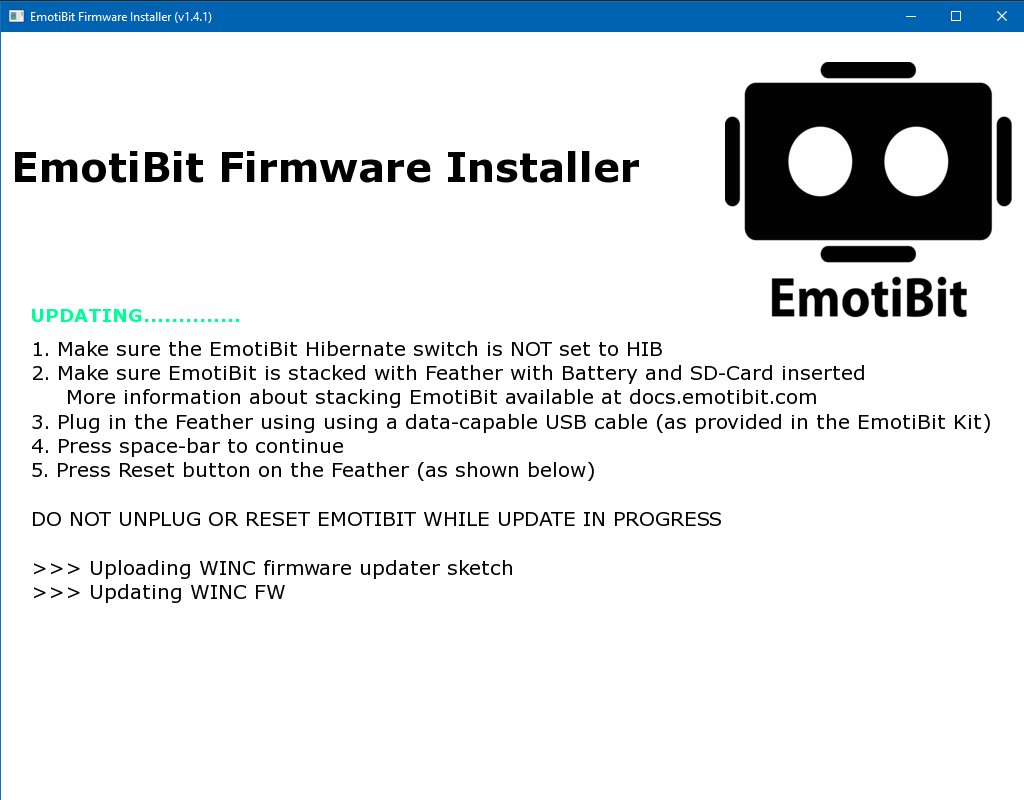 EmotiBit Firmware Installer (v1.4.1)
EmotiBit Firmware Installer
EmotiBit
UPDATING..............
1. Make sure the EmotiBit Hibernate switch is NOT set to HIB
2. Make sure EmotiBit is stacked with Feather with Battery and SD-Card inserted
More information about stacking EmotiBit available at docs.emotibit.com
3. Plug in the Feather using using a data-capable USB cable (as provided in the EmotiBit Kit)
4. Press space-bar to continue
5. Press Reset button on the Feather (as shown below)
DO NOT UNPLUG OR RESET EMOTIBIT WHILE UPDATE IN PROGRESS
>>> Uploading WINC firmware updater sketch
>>> Updating WINC FW